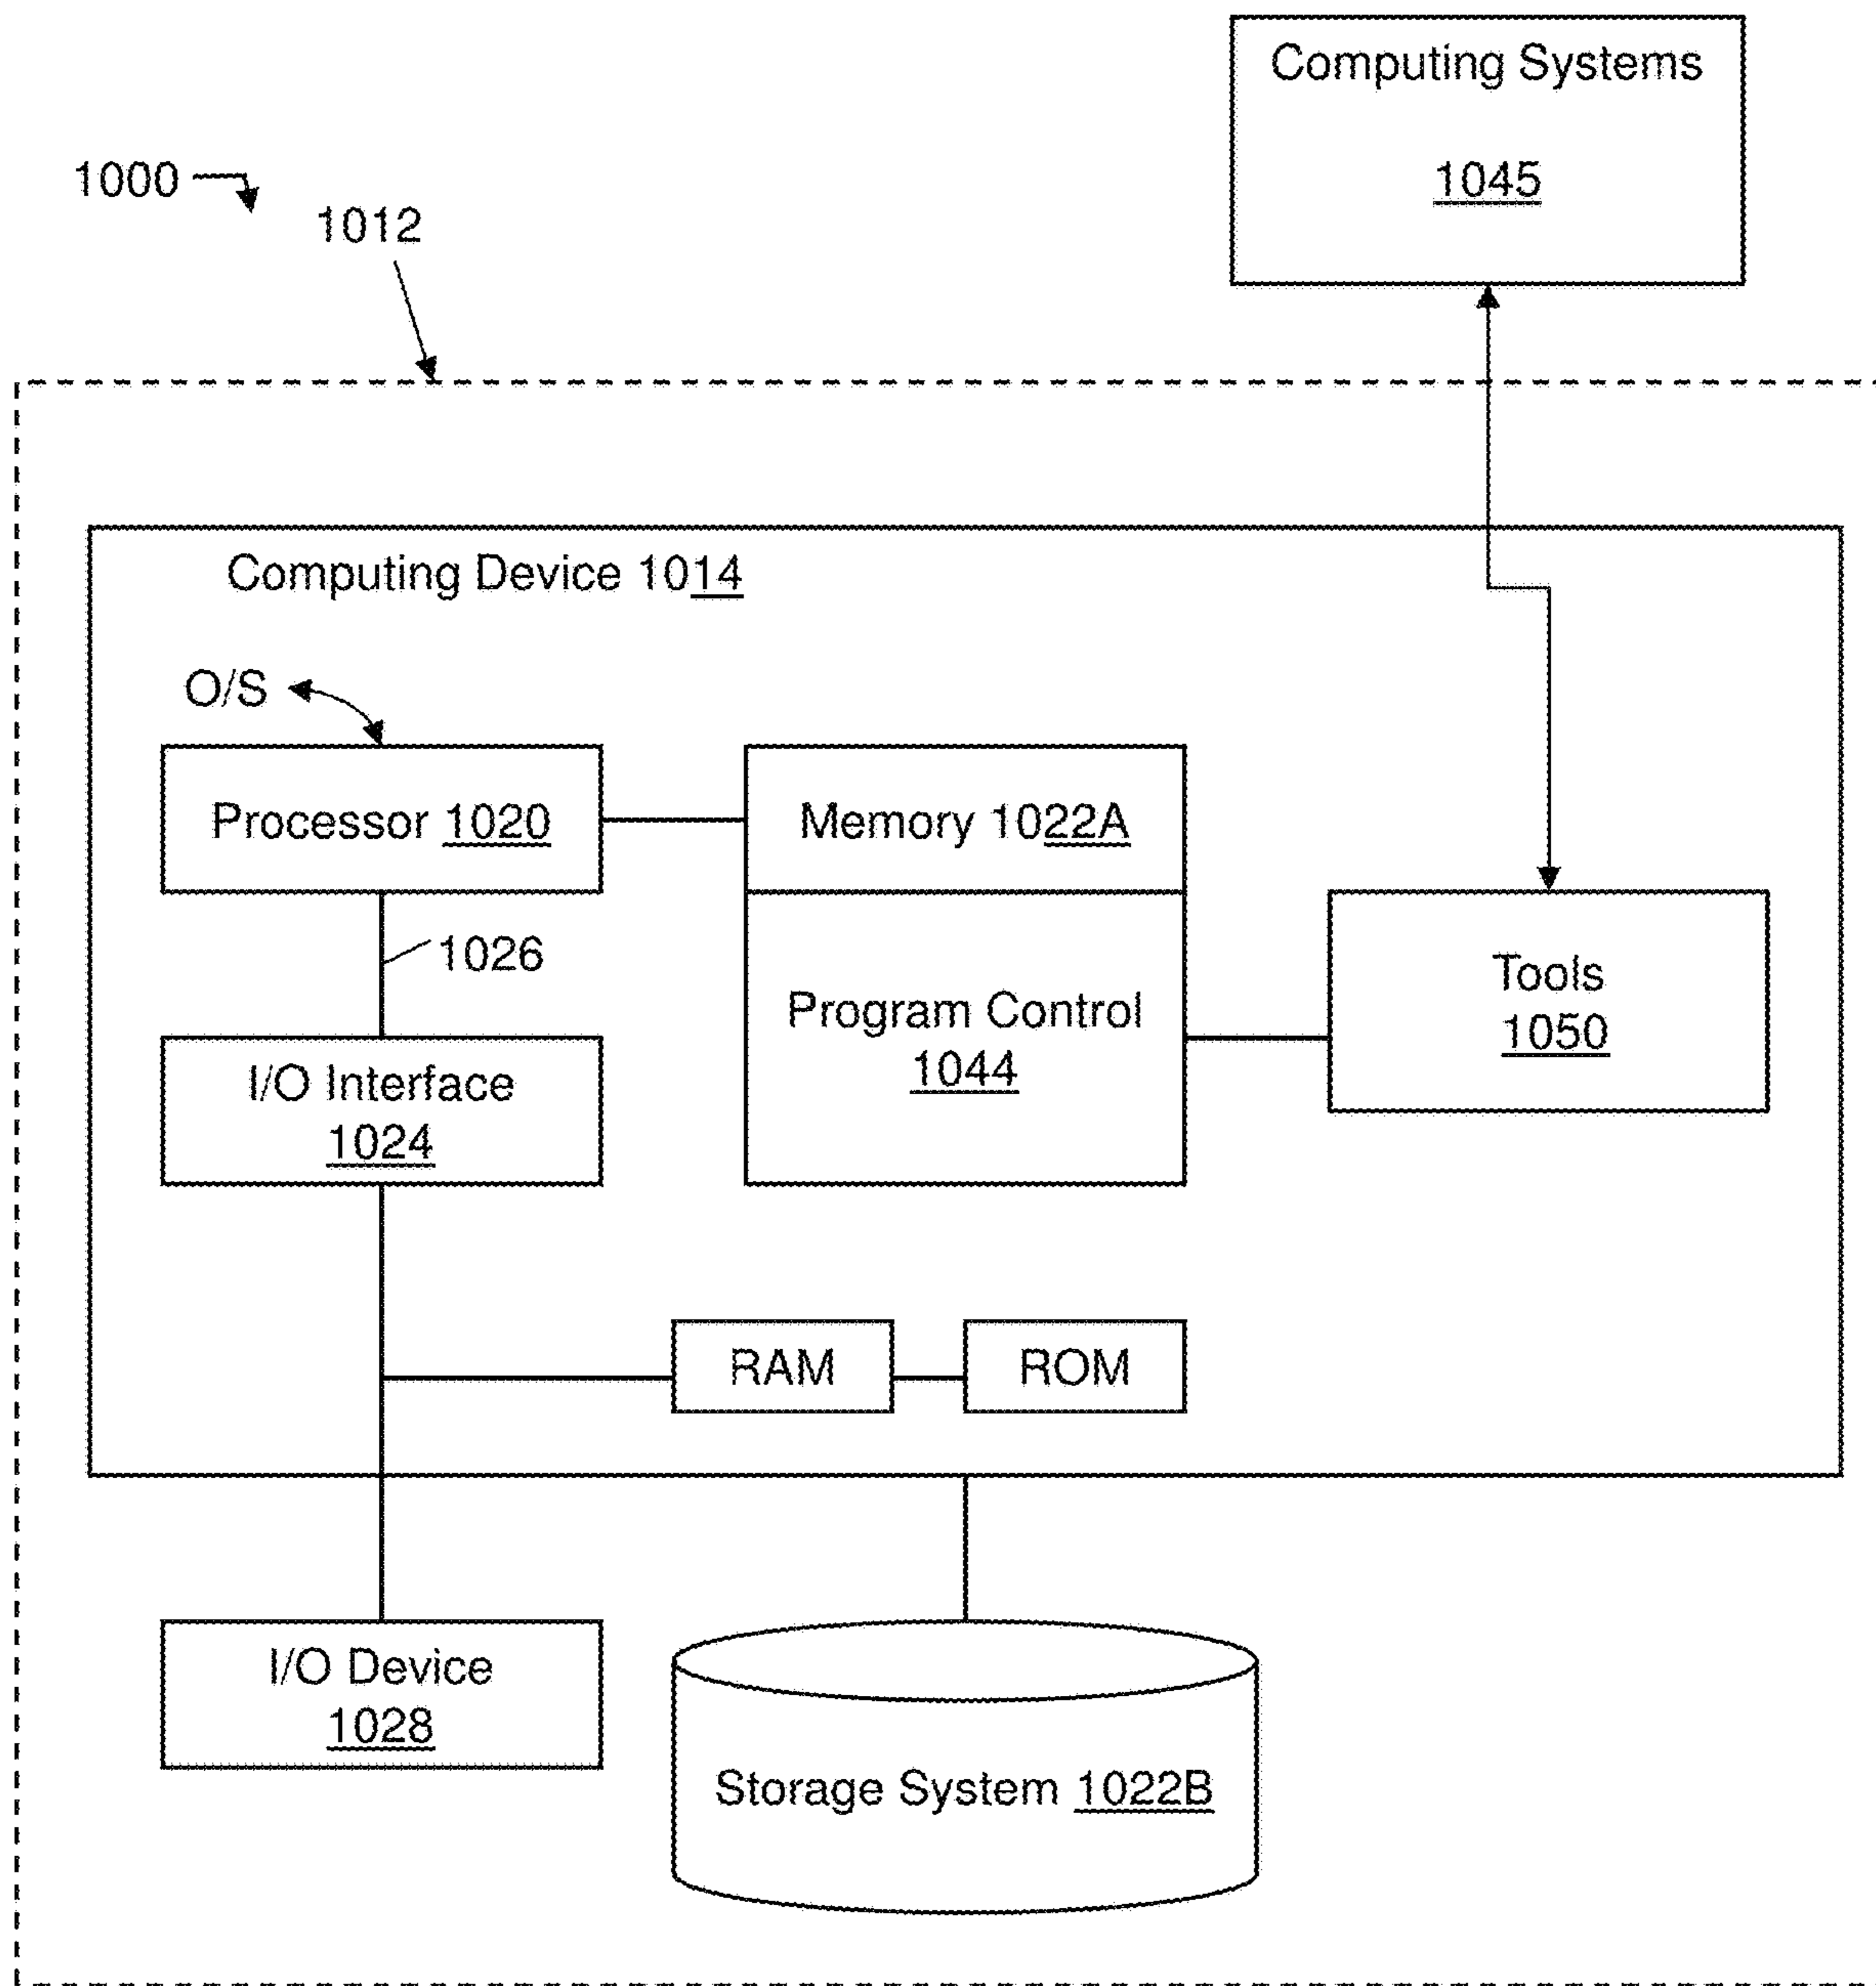 Computing Systems
1045
1000
1012
Computing Device 1014
O/S
Processor 1020
Memory 1022A
1026
Program Control
1044
Tools
1050
I/O Interface
1024
RAM
ROM
I/O Device
1028
Storage System 1022B